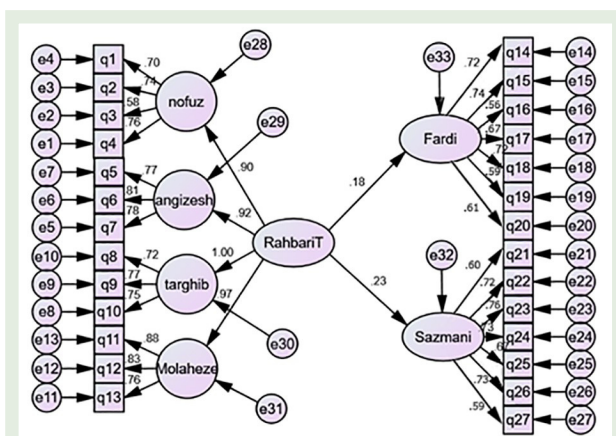 e4 q1 .70 e28 q14 e14
e3 q2 .74 nofuz e33 .72 q15 e15
e2 q3 .58 .74 q16 e16
e1 q4 .76 e29 Fardi .56 .67 q17 e17
e7 q5 .77 .90 .18 q18 e18
e6 q6 .81 angizesh .59 q19 e19
e5 q7 .78 .92 .61 q20 e20
e10 q8 .72 1.00 RahbariT e32 .60 q21 e21
e9 q9 .77 targhib .97 .23 .72 q22 e22
e8 q10 .75 .76 q23 e23
e13 q11 .88 e30 Sazmani q24 e24
e12 q12 .83 Molaheze q25 e25
e11 q13 .76 .73 q26 e26
e31 .59 q27 e27